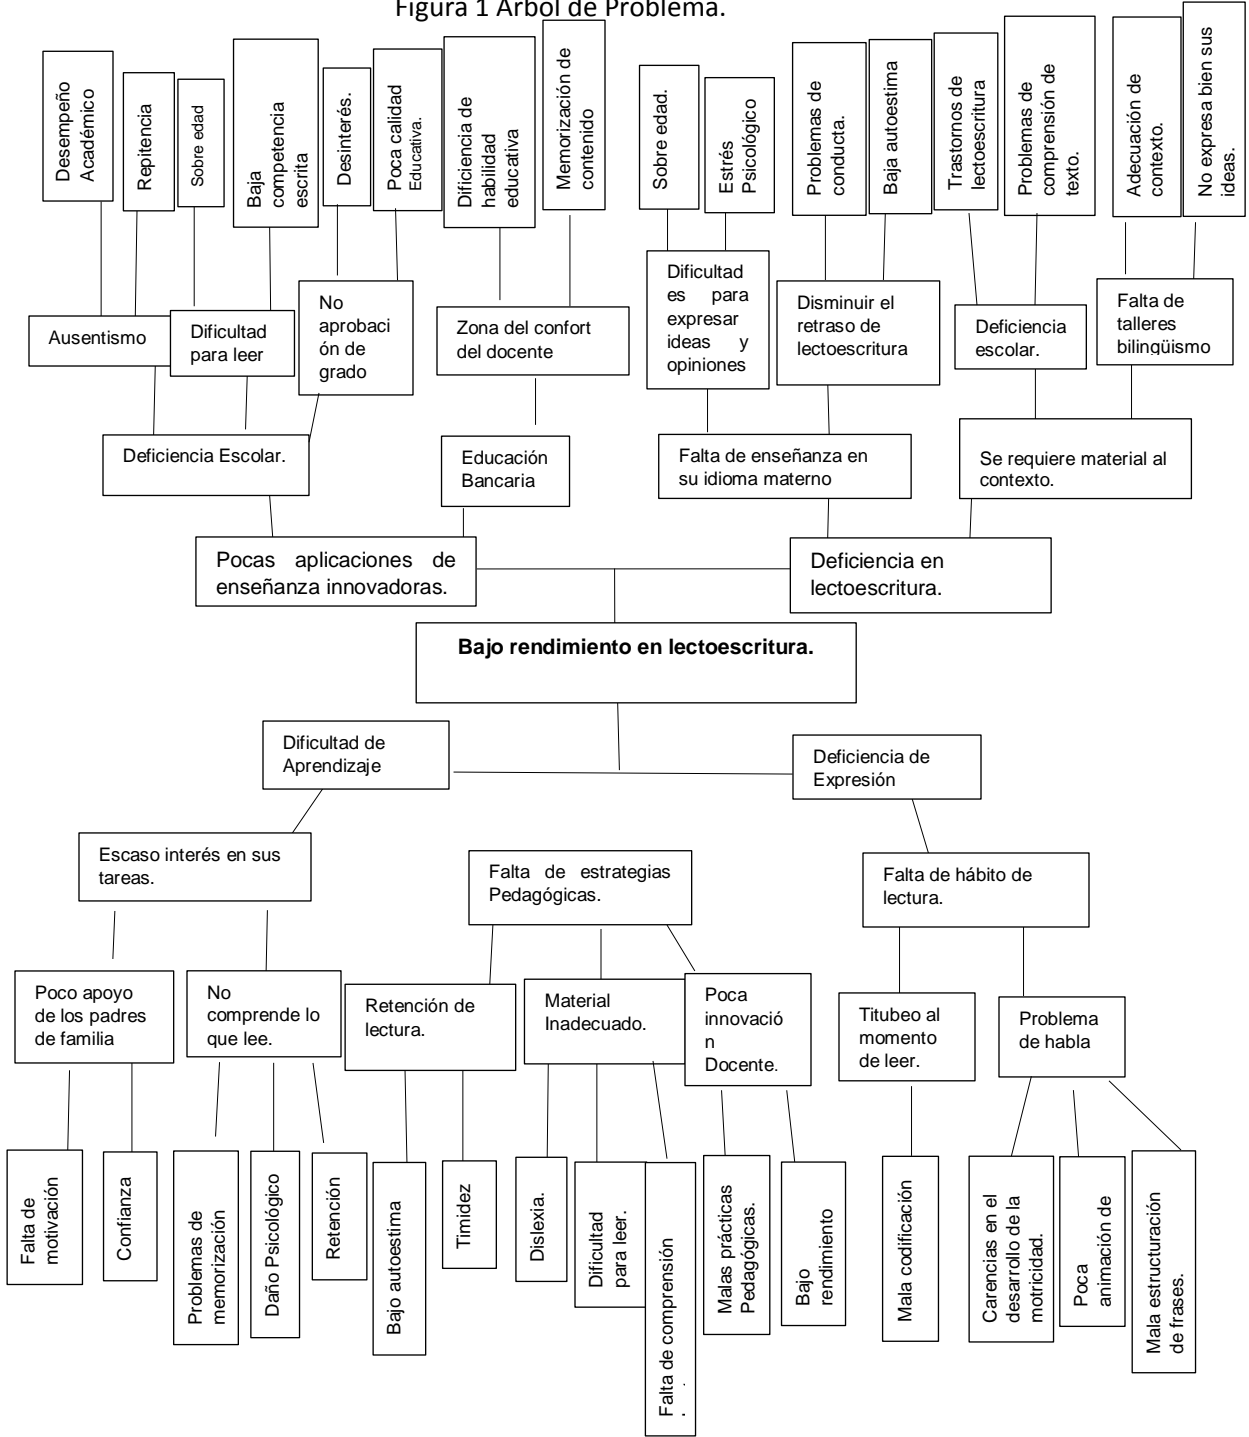 Figura 1 Árbol de Problema.
Desempeño
Académico
Repitencia
Sobre edad
Baja
competencia
escrita
Desinterés.
Poca calidad
Educativa.
Dificiencia de
habilidad
educativa
Memorización de
contenido
Sobre edad.
Estrés
Psicológico
Problemas de
conducta.
Baja autoestima
Trastornos de
lectoescritura
Problemas de
comprensión de
texto.
Adecuación de
contexto.
No expresa bien sus
ideas.
Ausentismo
Dificultad
para leer
No
aprobaci
ón de
grado
Zona del confort
del docente
Dificultad
es para
expresar
ideas y
opiniones
Disminuir el
retraso de
lectoescritura
Deficiencia
escolar.
Falta de
talleres
bilingüismo
Deficiencia Escolar.
Educación
Bancaria
Falta de enseñanza en
su idioma materno
Se requiere material al
contexto.
Pocas aplicaciones de
enseñanza innovadoras.
Deficiencia en
lectoescritura.
Bajo rendimiento en lectoescritura.
Dificultad de
Aprendizaje
Deficiencia de
Expresión
Escaso interés en sus
tareas.
Falta de estrategias
Pedagógicas.
Falta de hábito de
lectura.
Poco apoyo
de los padres
de familia
No
comprende lo
que lee.
Retención de
lectura.
Material
Inadecuado.
Poca
innovació
n
Docente.
Titubeo al
momento
de leer.
Problema
de habla
Falta de
motivación
Confianza
Problemas de
memorización
Daño Psicológico
Retención
Bajo autoestima
Timidez
Dislexia.
Dificultad
para leer.
Falta de comprensión
Malas prácticas
Pedagógicas.
Bajo
rendimiento
Mala codificación
Carencias en el
desarrollo de la
motricidad.
Poca
animación de
Mala estructuración
de frases.